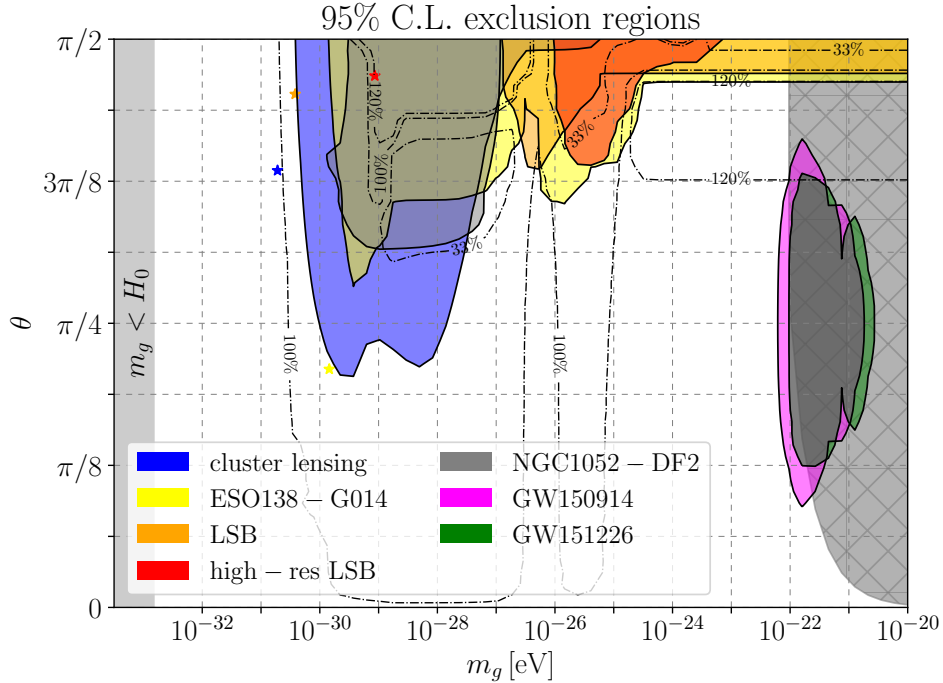 95% C.L. exclusion regions
π/2
3π/8
π/4
π/8
0
θ
m_g < H_0
33%
120%
120%
100%
33%
120%
33%
100%
100%
cluster lensing
ESO138 − G014
LSB
high − res LSB
NGC1052 − DF2
GW150914
GW151226
10^{-32}
10^{-30}
10^{-28}
10^{-26}
10^{-24}
10^{-22}
10^{-20}
m_g [eV]